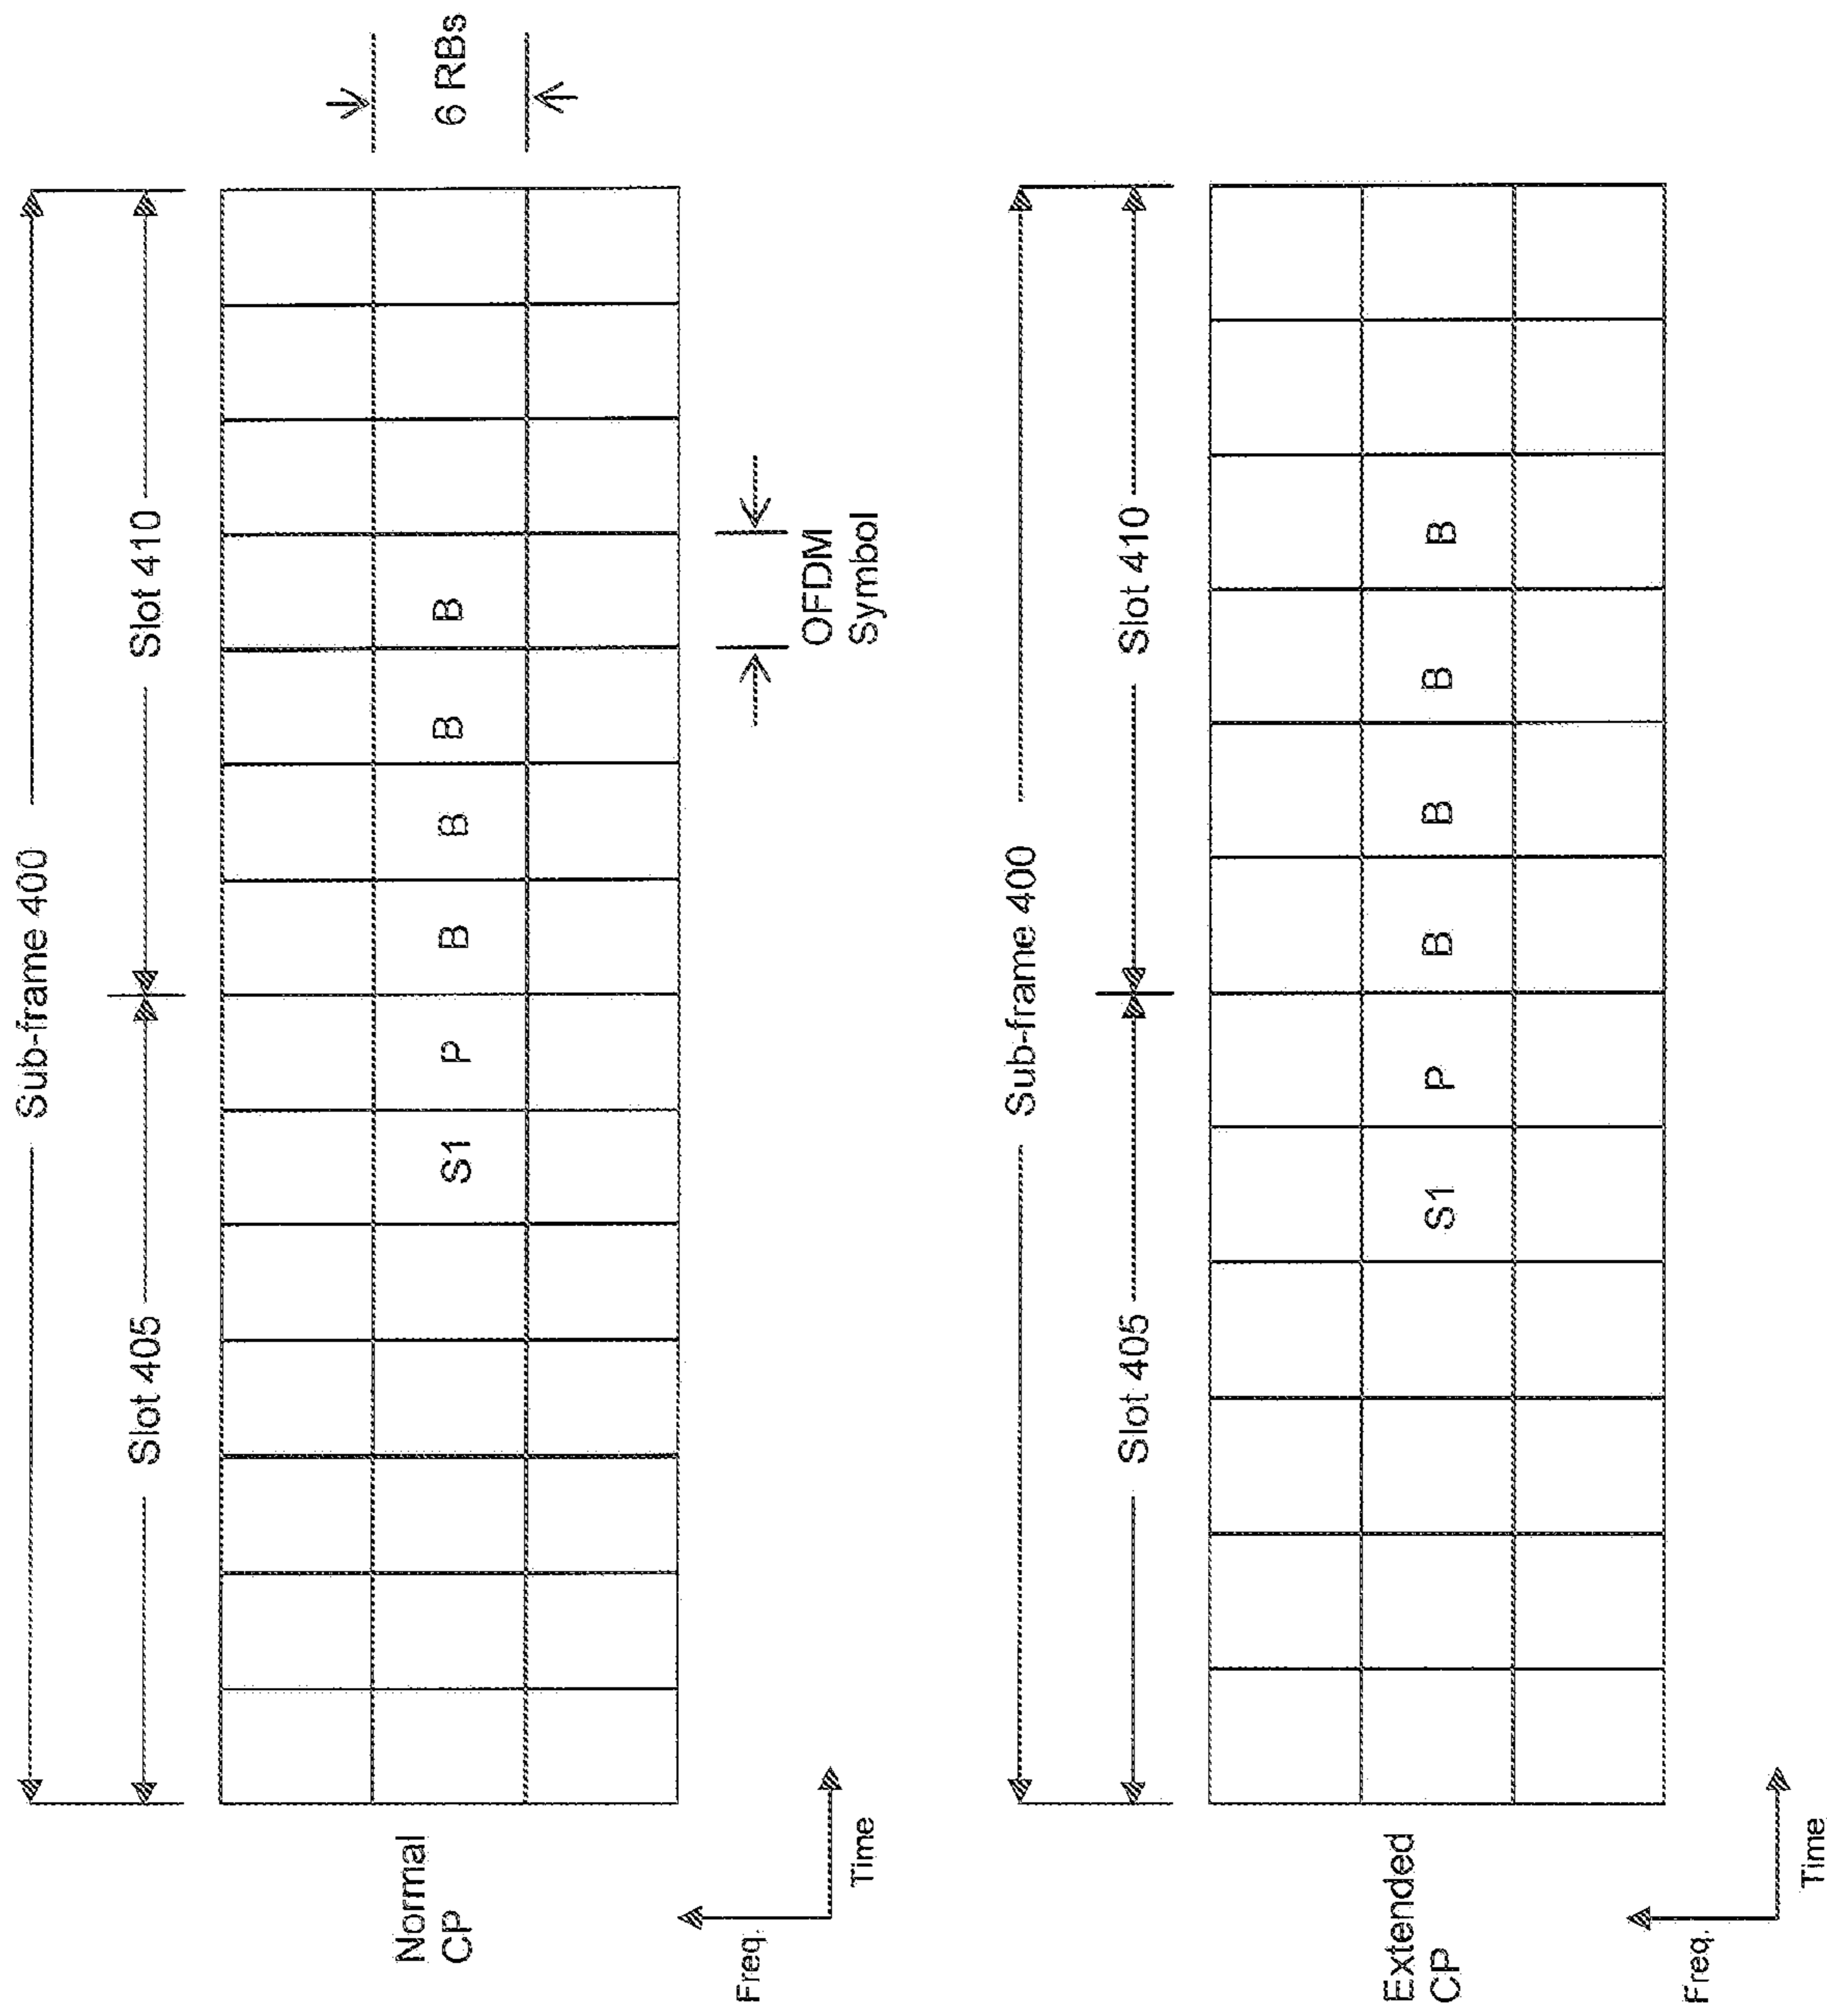 Sub-frame 400
Slot 405
Slot 410
Normal
CP
S1
P
B
B
B
B
6 RBs
OFDM
Symbol
Freq.
Time
Sub-frame 400
Slot 405
Slot 410
Extended
CP
S1
P
B
B
B
B
Freq.
Time